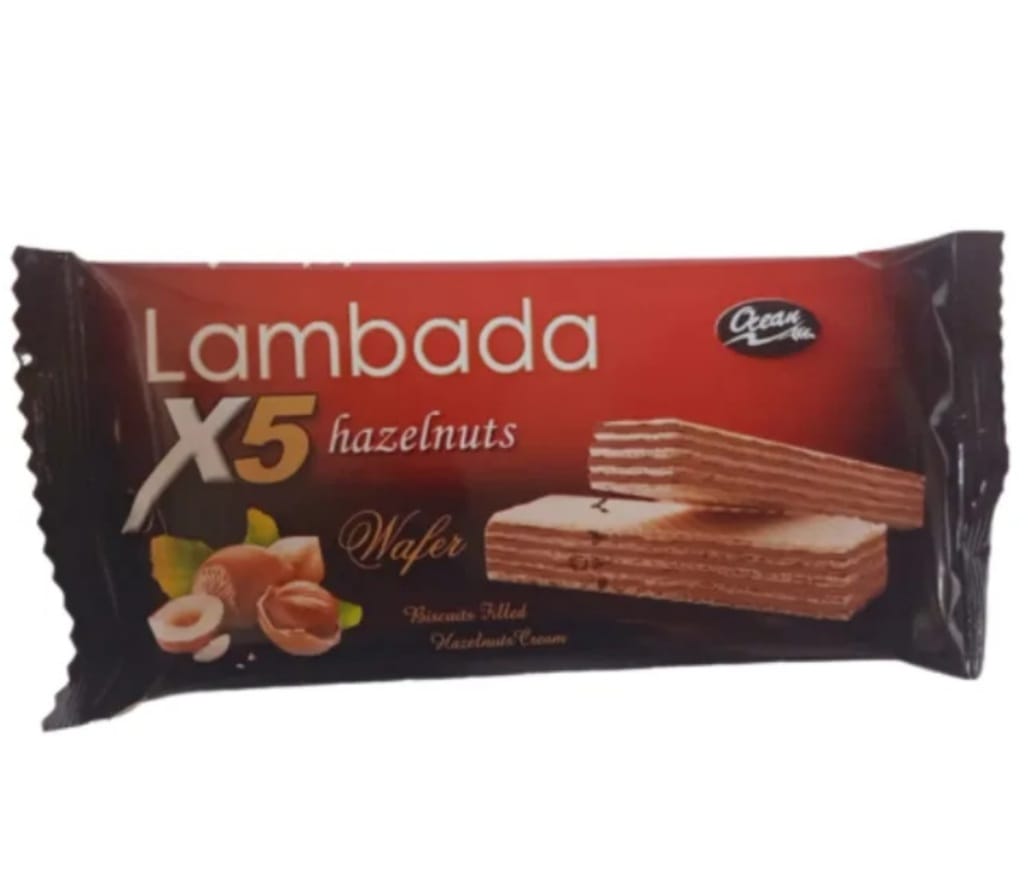 Lambada
Ocean
X5 hazelnuts
Wafer
Biscuits Filled
Hazelnuts Cream